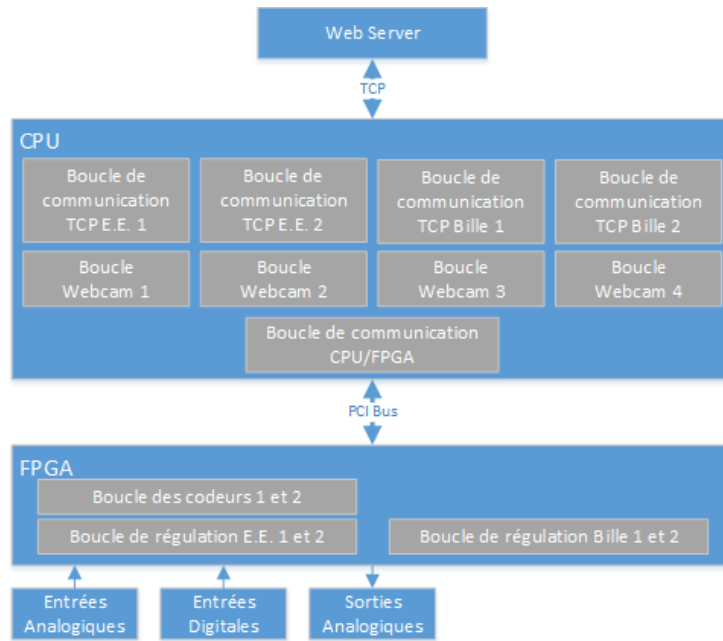 Web Server
TCP
CPU
Boucle de
communication
TCP E.E. 1
Boucle de
communication
TCP E.E. 2
Boucle de
communication
TCP Bille 1
Boucle de
communication
TCP Bille 2
Boucle
Webcam 1
Boucle
Webcam 2
Boucle
Webcam 3
Boucle
Webcam 4
Boucle de communication
CPU/FPGA
PCI Bus
FPGA
Boucle des codeurs 1 et 2
Boucle de régulation E.E. 1 et 2
Boucle de régulation Bille 1 et 2
Entrées
Analogiques
Entrées
Digitales
Sorties
Analogiques